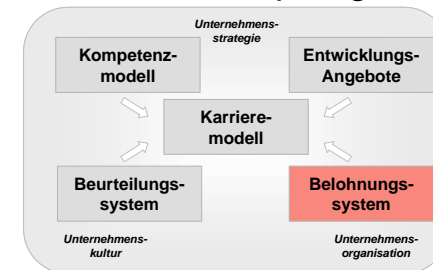 Unternehmens-
strategie
Kompetenz-
modell
Entwicklungs-
Angebote
Karriere-
modell
Beurteilungs-
system
Belohnungs-
system
Unternehmens-
kultur
Unternehmens-
organisation